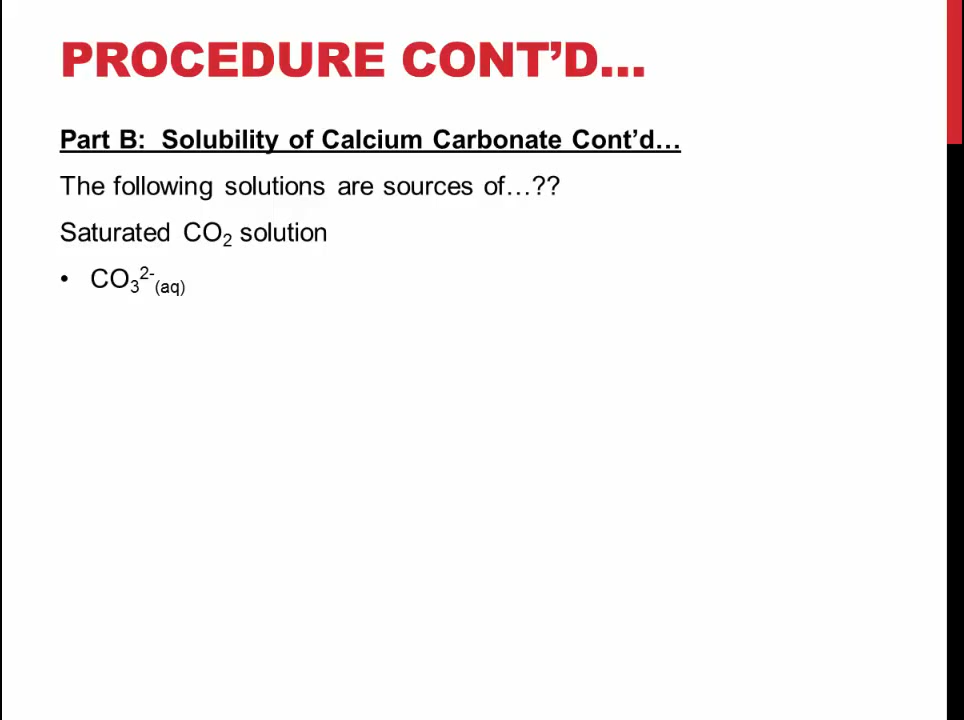 PROCEDURE CONT’D…
Part B: Solubility of Calcium Carbonate Cont’d…
The following solutions are sources of…??
Saturated CO₂ solution
• CO₃²⁻₍aq₎